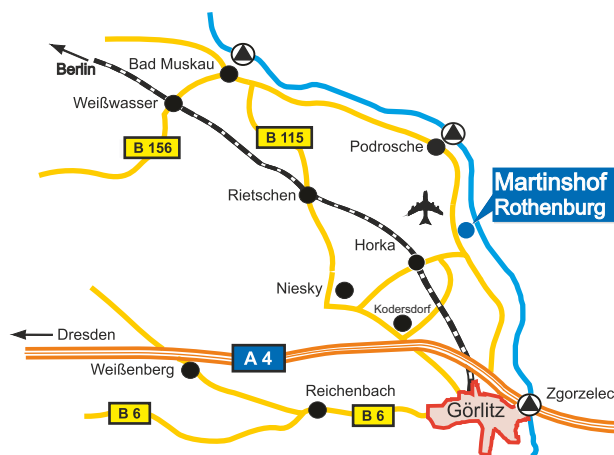 Bad Muskau
Berlin
Weißwasser
B 115
B 156
Podrosche
Martinshof
Rothenburg
Rietschen
Horka
Niesky
Kodersdorf
Dresden
A 4
Weißenberg
Reichenbach
Zgorzelec
Görlitz
B 6
B 6